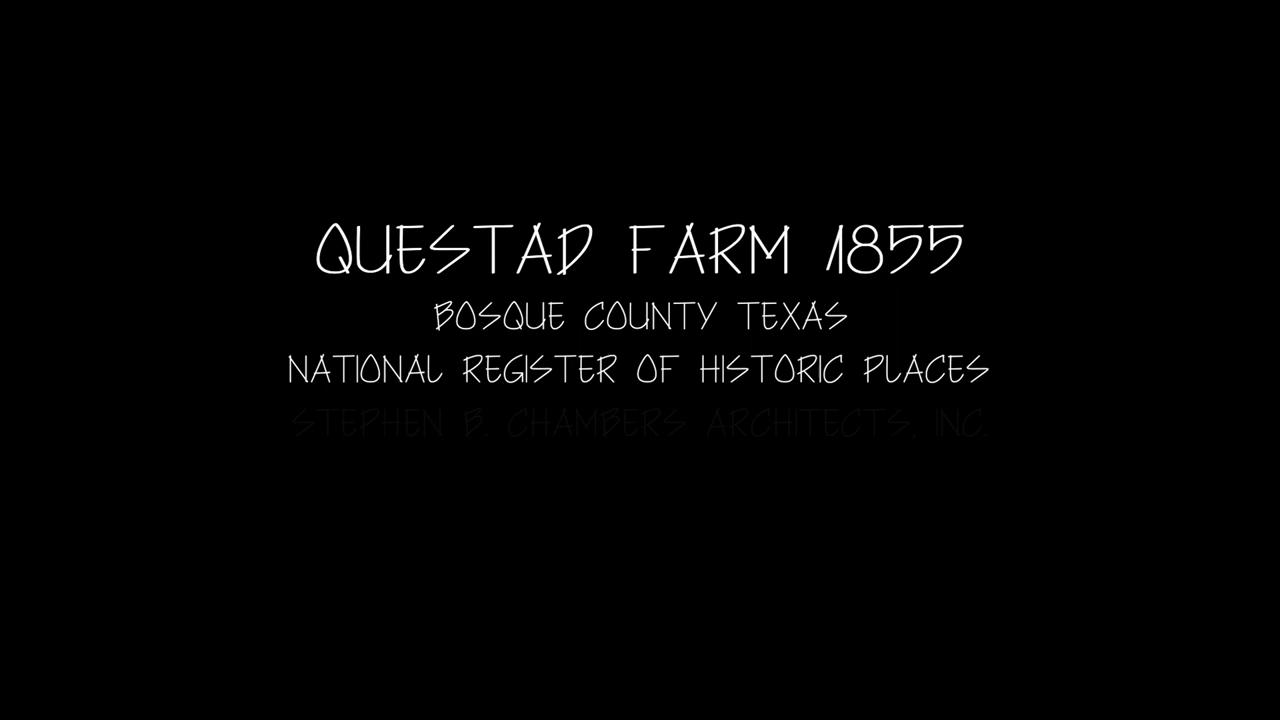 QUESTAD FARM 1855
BOSQUE COUNTY TEXAS
NATIONAL REGISTER OF HISTORIC PLACES
STEPHEN B. CHAMBERS ARCHITECTS, INC.